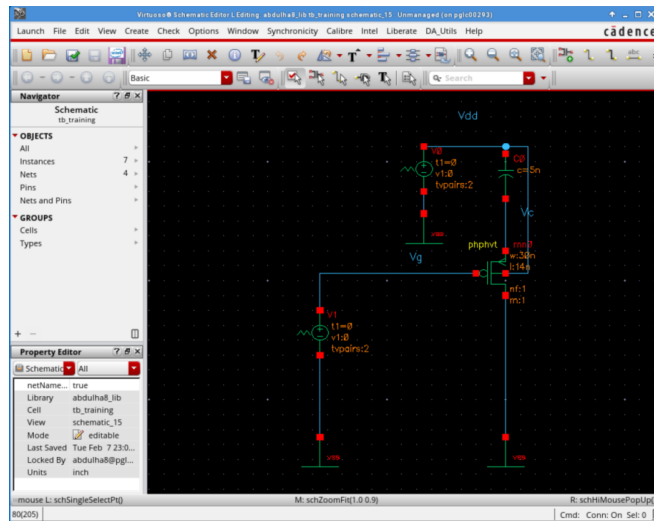 Virtuoso® Schematic Editor L Editing: abdulha8_lib tb_training schematic_15 Unmanaged (on pglc00293)
Launch File Edit View Create Check Options Window Synchronicity Calibre Intel Liberate DA_Utils Help
cādence
Basic
Search
Navigator
Schematic
tb_training
OBJECTS
All
Instances 7
Nets 4
Pins
Nets and Pins
GROUPS
Cells
Types
Property Editor
Schematic All
netName... true
Library abdulha8_lib
Cell tb_training
View schematic_15
Mode editable
Last Saved Tue Feb 7 23:0...
Locked By abdulha8@pgl...
Units inch
Vdd
V0
t1=0
v1:0
tvpairs:2
vss
C0
c=5n
Vc
phphvt
w:30n
l:14n
nf:1
m:1
Vg
V1
t1=0
v1:0
tvpairs:2
vss
vss
mouse L: schSingleSelectPt() M: schZoomFit(1.0 0.9) R: schHiMousePopUp(
80(205) Cmd: Conn: On Sel: 0